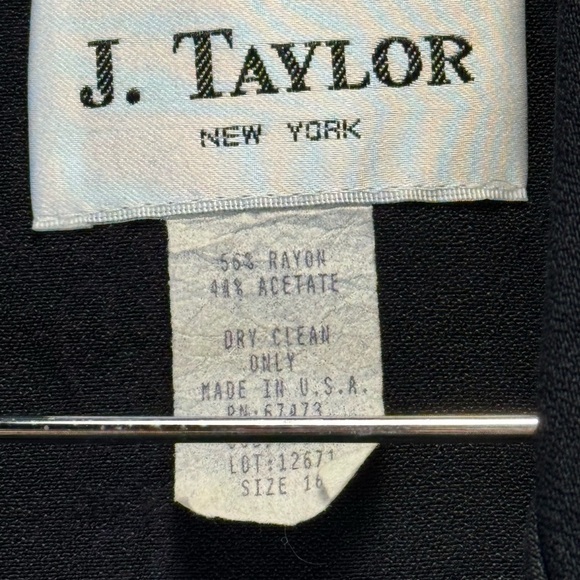 J. TAYLOR
NEW YORK
56% RAYON
44% ACETATE
DRY CLEAN
ONLY
MADE IN U.S.A.
RN:67473
LOT:12671
SIZE 16